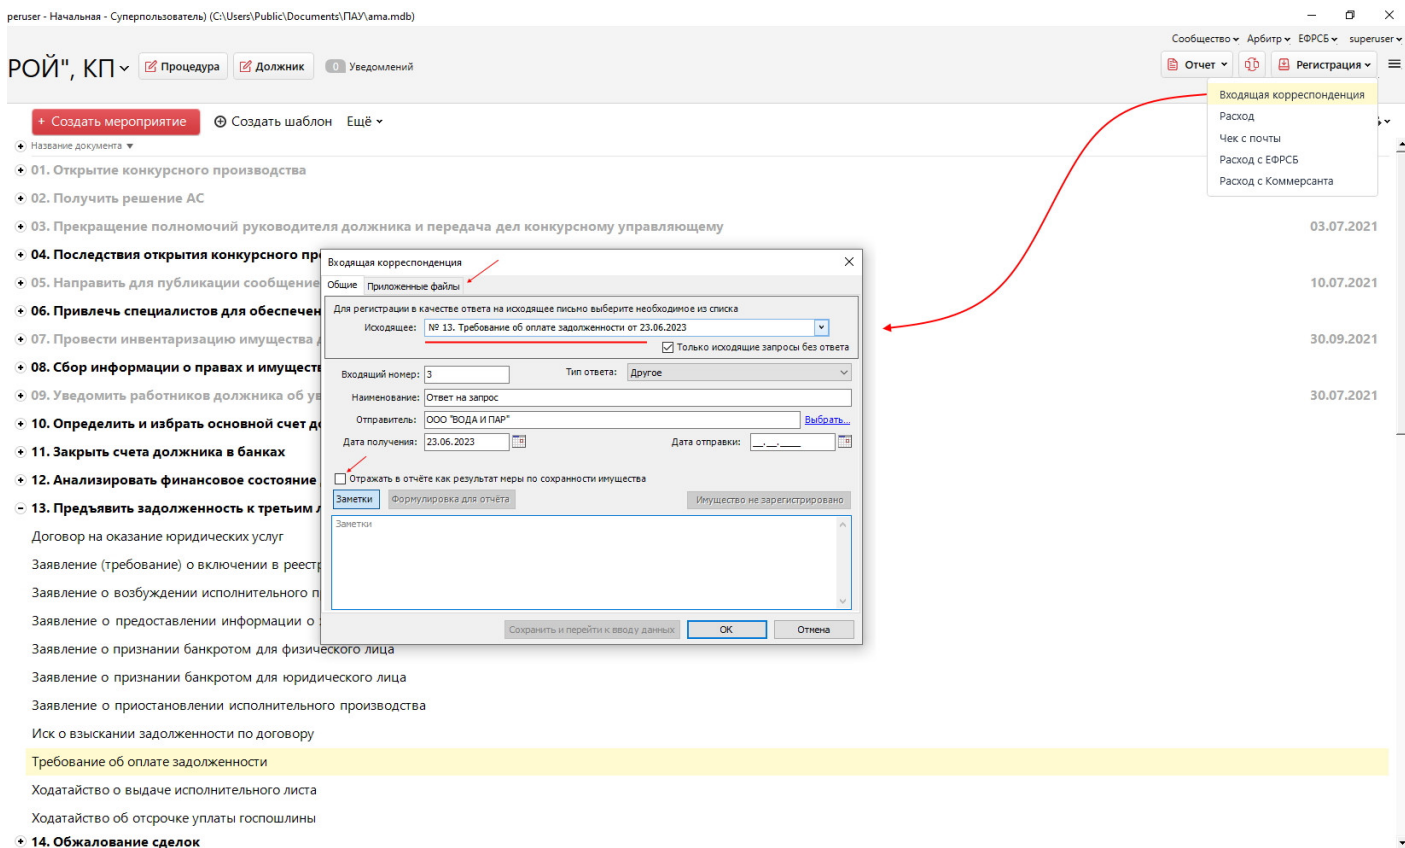 peruser - Начальная - Суперпользователь) (C:\Users\Public\Documents\ПАУ\ama.mdb)
Сообщество Арбитр ЕФРСБ superuser
РОЙ", КП Процедура Должник 0 Уведомлений Отчет Регистрация
Входящая корреспонденция
Расход
Чек с почты
Расход с ЕФРСБ
Расход с Коммерсанта
+ Создать мероприятие Создать шаблон Ещё
Название документа
01. Открытие конкурсного производства
02. Получить решение АС
03. Прекращение полномочий руководителя должника и передача дел конкурсному управляющему 03.07.2021
04. Последствия открытия конкурсного пр
05. Направить для публикации сообщение 10.07.2021
06. Привлечь специалистов для обеспечен
07. Провести инвентаризацию имущества 30.09.2021
08. Сбор информации о правах и имущест
09. Уведомить работников должника об у 30.07.2021
10. Определить и избрать основной счет д
11. Закрыть счета должника в банках
12. Анализировать финансовое состояние
13. Предъявить задолженность к третьим
Договор на оказание юридических услуг
Заявление (требование) о включении в реест
Заявление о возбуждении исполнительного п
Заявление о предоставлении информации о
Заявление о признании банкротом для физического лица
Заявление о признании банкротом для юридического лица
Заявление о приостановлении исполнительного производства
Иск о взыскании задолженности по договору
Требование об оплате задолженности
Ходатайство о выдаче исполнительного листа
Ходатайство об отсрочке уплаты госпошлины
14. Обжалование сделок
Входящая корреспонденция
Общие Приложенные файлы
Для регистрации в качестве ответа на исходящее письмо выберите необходимое из списка
Исходящее: № 13. Требование об оплате задолженности от 23.06.2023
Только исходящие запросы без ответа
Входящий номер: 3 Тип ответа: Другое
Наименование: Ответ на запрос
Отправитель: ООО "ВОДА И ПАР" Выбрать...
Дата получения: 23.06.2023 Дата отправки: __.__.____
Отражать в отчёте как результат меры по сохранности имущества
Заметки Формулировка для отчёта Имущество не зарегистрировано
Заметки
Сохранить и перейти к вводу данных ОК Отмена